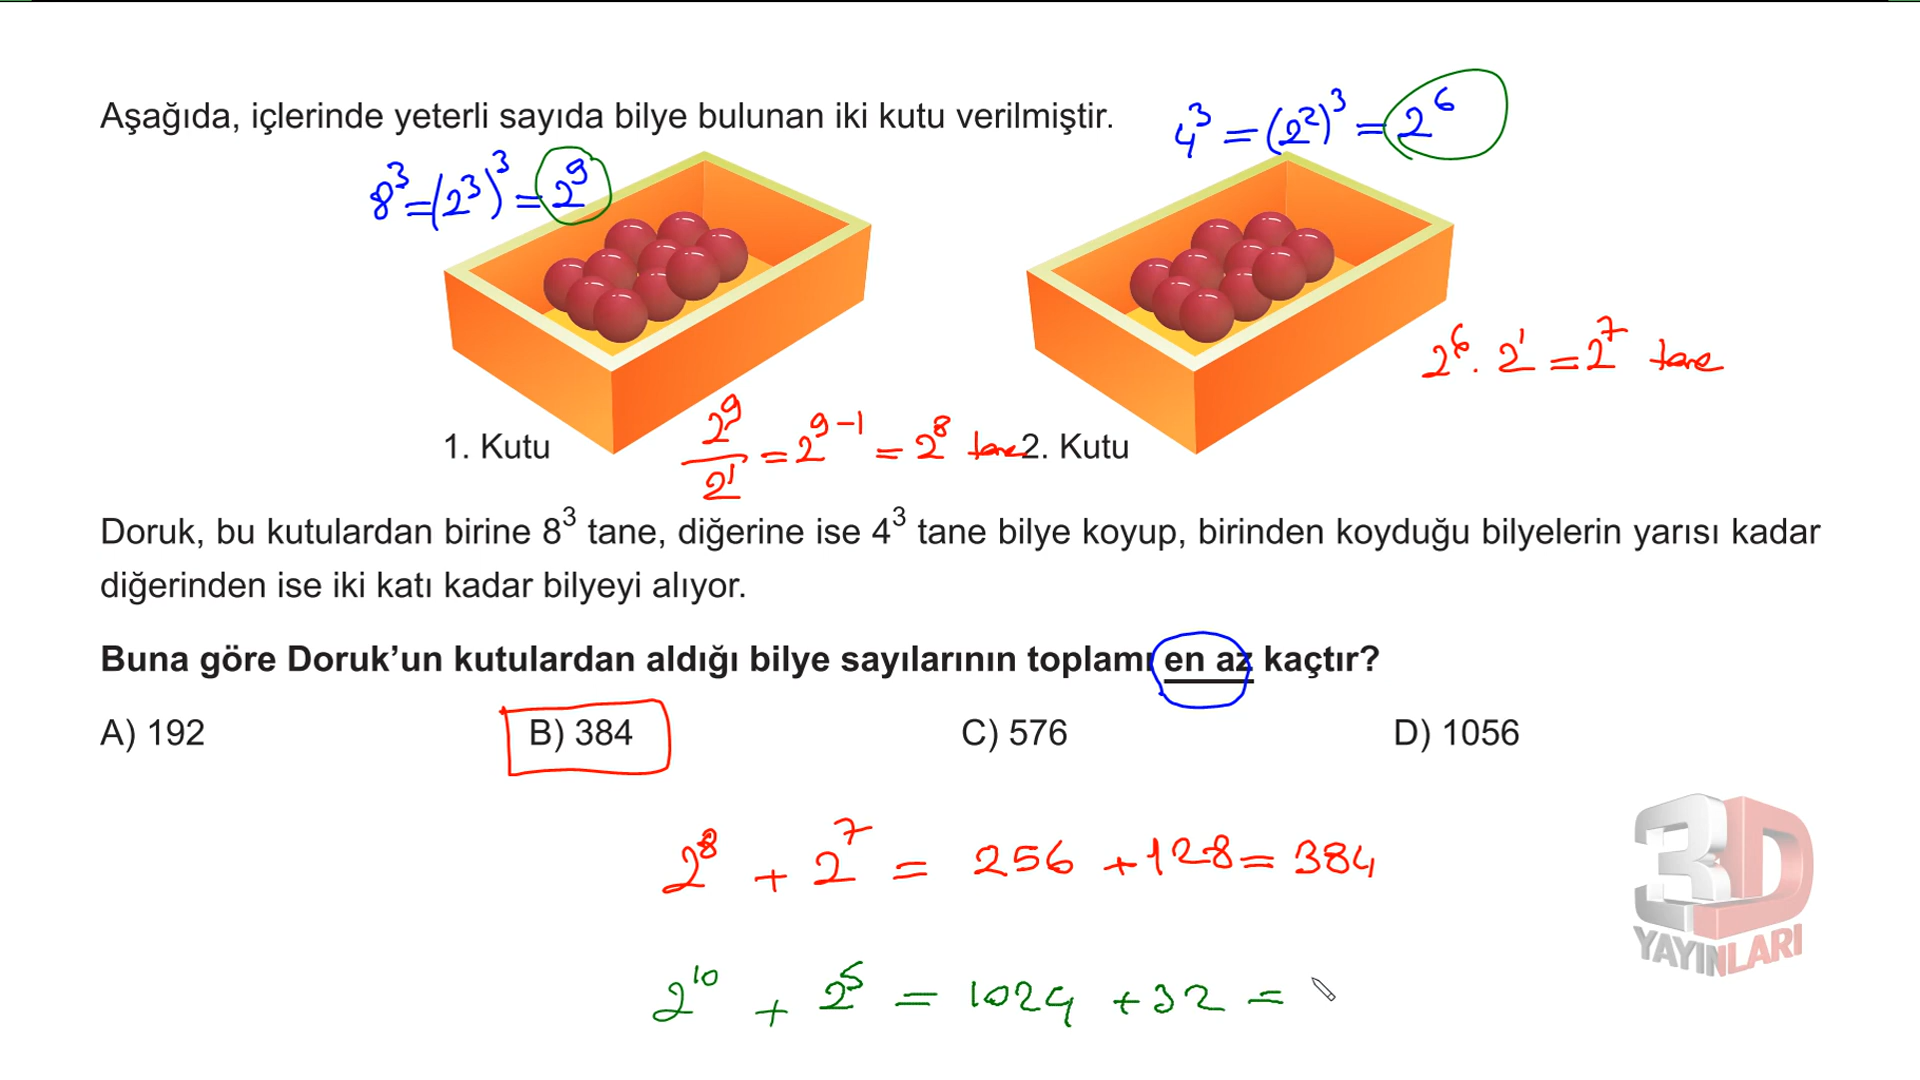 Aşağıda, içlerinde yeterli sayıda bilye bulunan iki kutu verilmiştir.
4³ = (2²)³ = 2⁶
8³ = (2³)³ = 2⁹
2⁶ · 2¹ = 2⁷ tane
1. Kutu
2⁹/2¹ = 2⁹⁻¹ = 2⁸ tane
2. Kutu
Doruk, bu kutulardan birine 8³ tane, diğerine ise 4³ tane bilye koyup, birinden koyduğu bilyelerin yarısı kadar
diğerinden ise iki katı kadar bilyeyi alıyor.
Buna göre Doruk’un kutulardan aldığı bilye sayılarının toplamı en az kaçtır?
A) 192 B) 384 C) 576 D) 1056
2⁸ + 2⁷ = 256 + 128 = 384
2¹⁰ + 2⁵ = 1024 + 32 =
3D
YAYINLARI